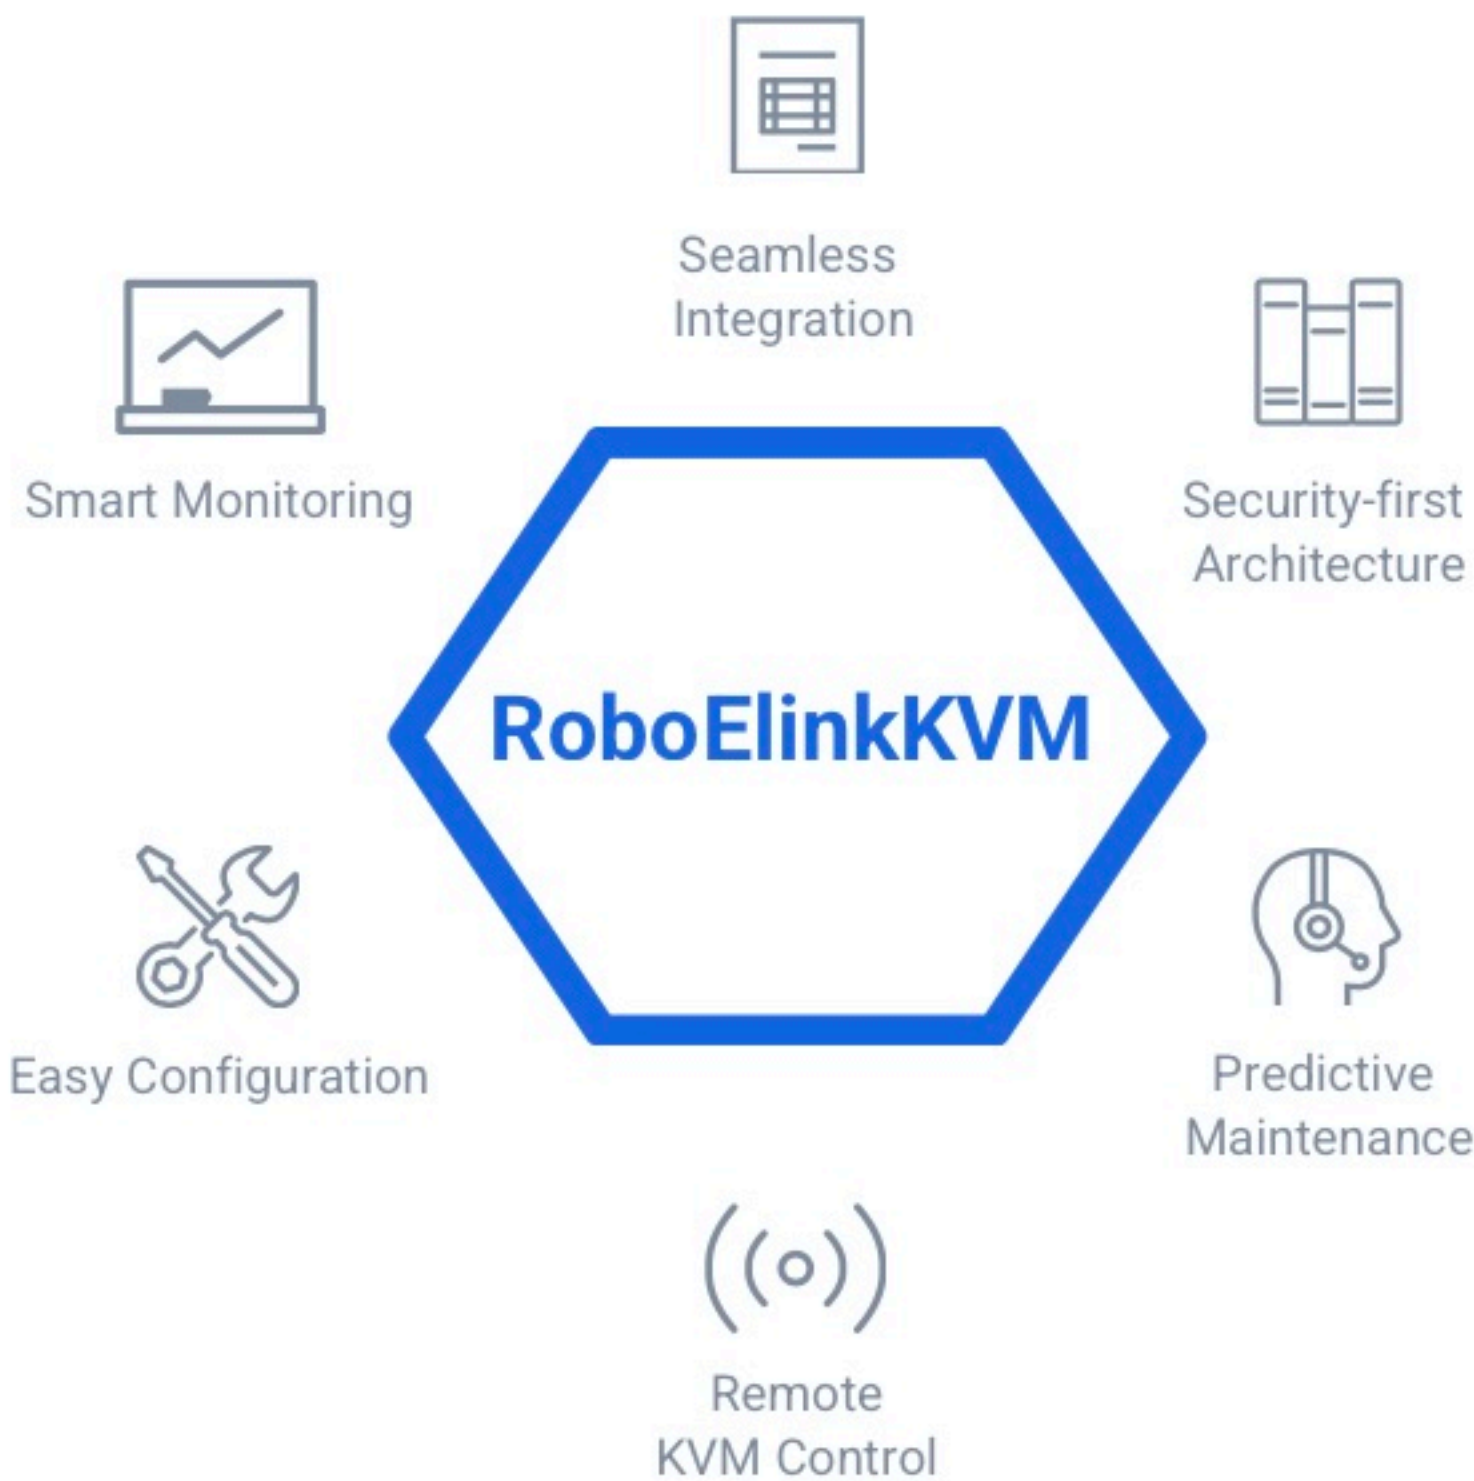 Seamless
Integration
Smart Monitoring
Security-first
Architecture
RoboElinkKVM
Easy Configuration
Predictive
Maintenance
Remote
KVM Control